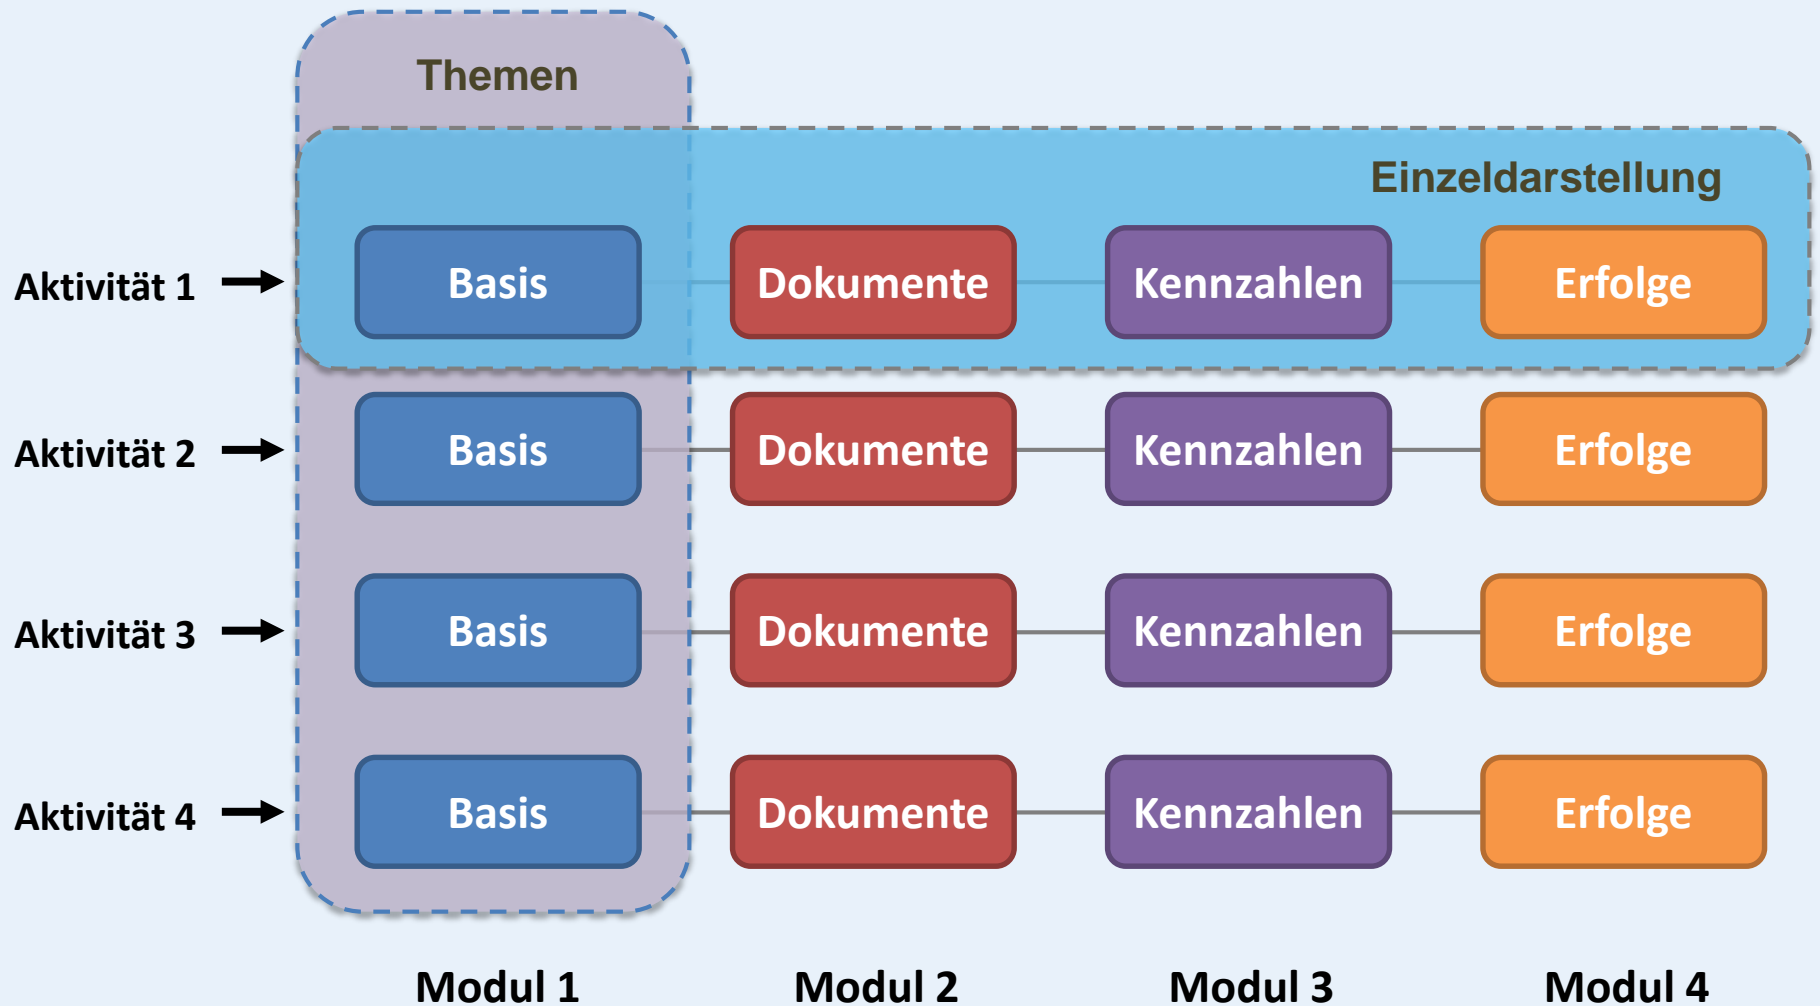 Themen
Einzeldarstellung
Aktivität 1 Basis Dokumente Kennzahlen Erfolge
Aktivität 2 Basis Dokumente Kennzahlen Erfolge
Aktivität 3 Basis Dokumente Kennzahlen Erfolge
Aktivität 4 Basis Dokumente Kennzahlen Erfolge
Modul 1 Modul 2 Modul 3 Modul 4